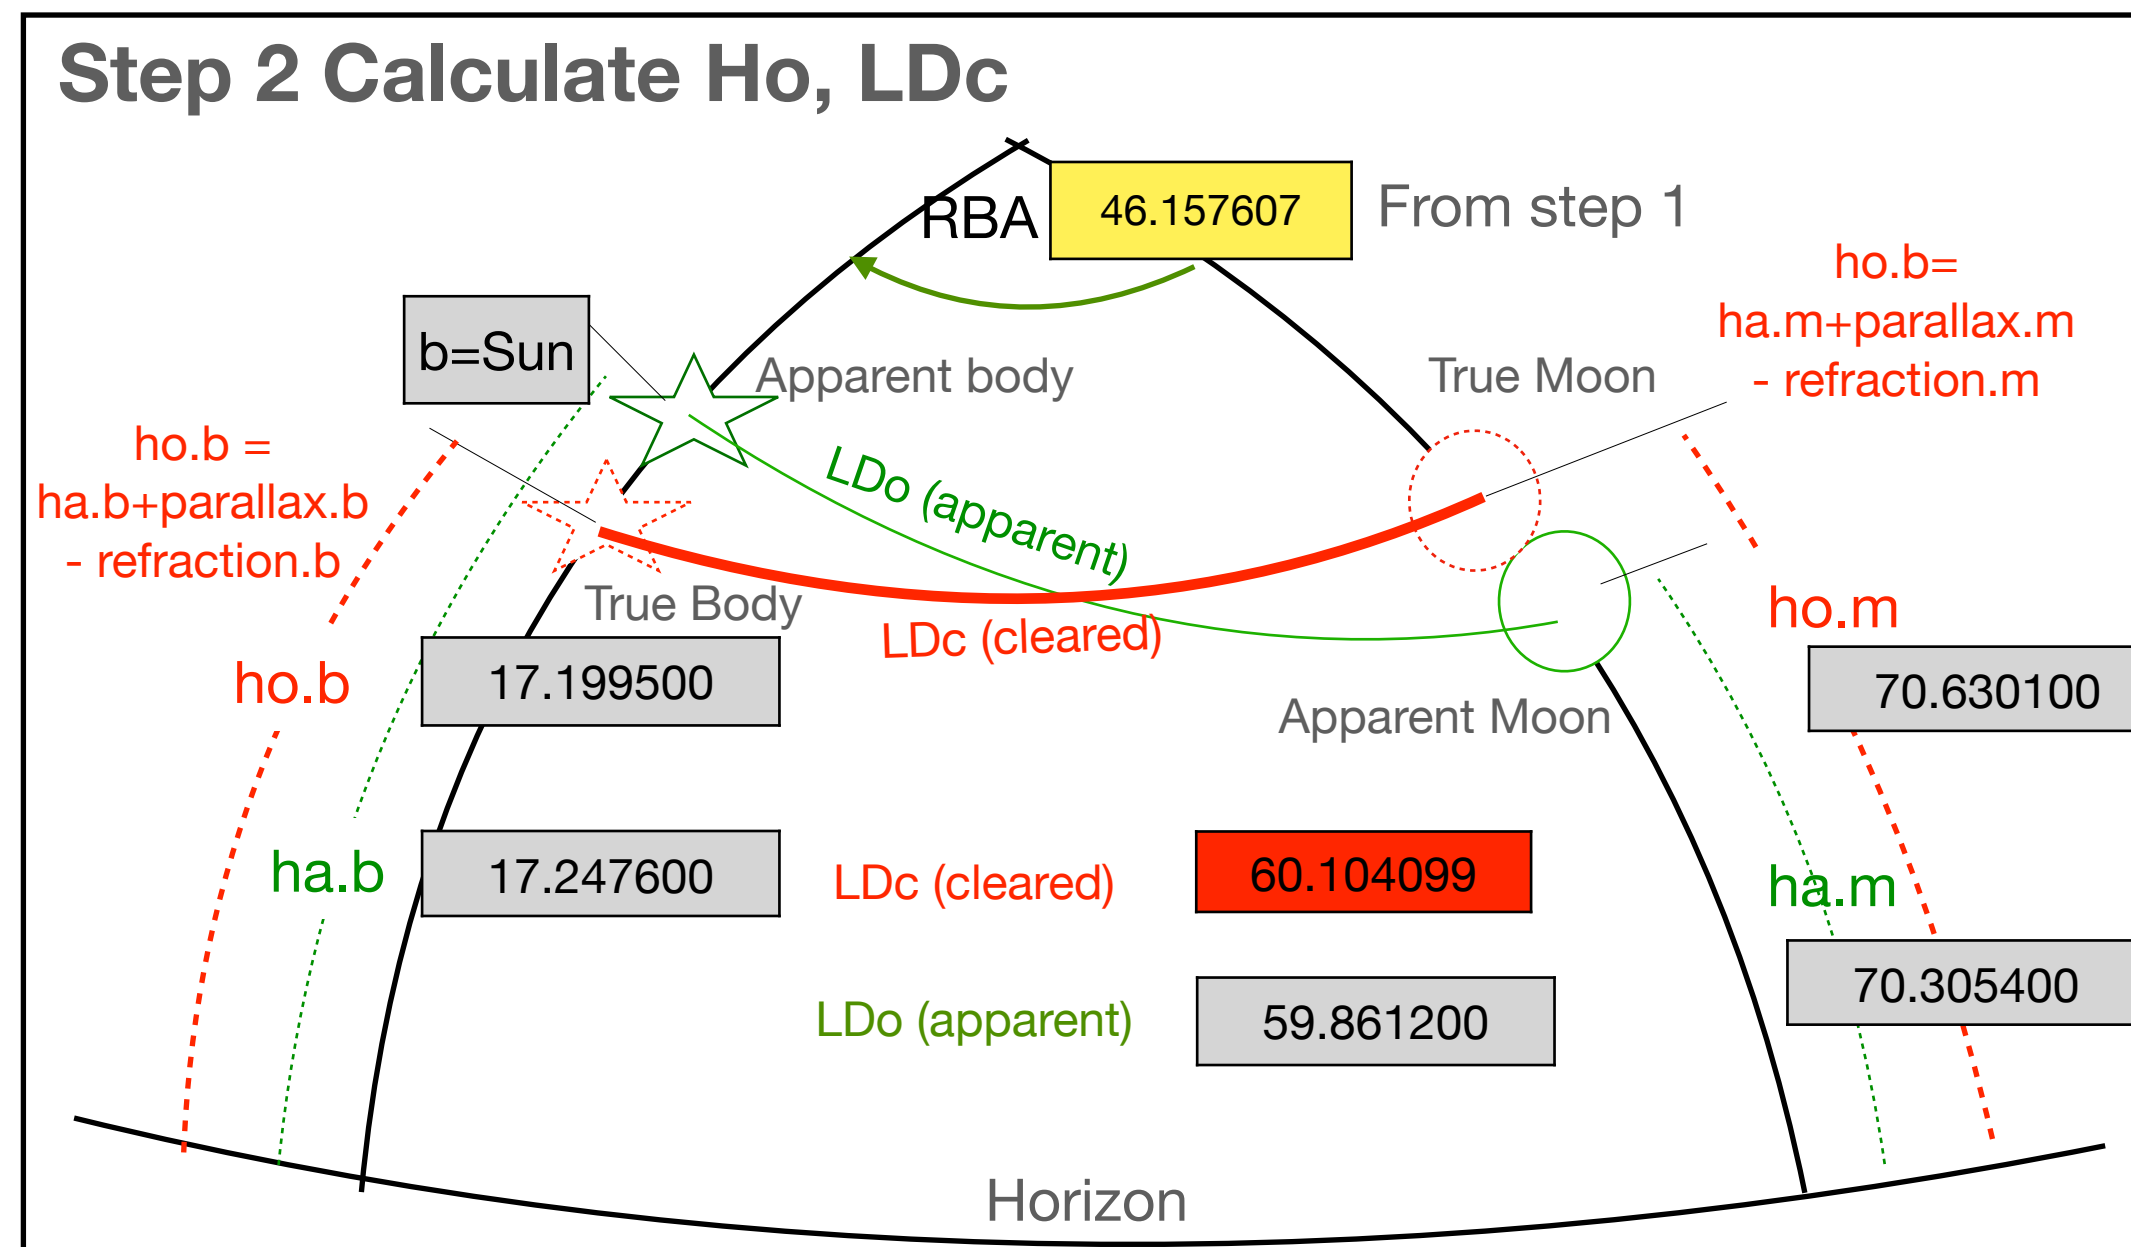 Step 2 Calculate Ho, LDc
RBA
46.157607
From step 1
b=Sun
Apparent body
True Moon
ho.b=
ha.m+parallax.m
- refraction.m
ho.b =
ha.b+parallax.b
- refraction.b
LDo (apparent)
True Body
LDc (cleared)
ho.m
ho.b
17.199500
70.630100
Apparent Moon
ha.b
17.247600
LDc (cleared)
60.104099
ha.m
LDo (apparent)
59.861200
70.305400
Horizon